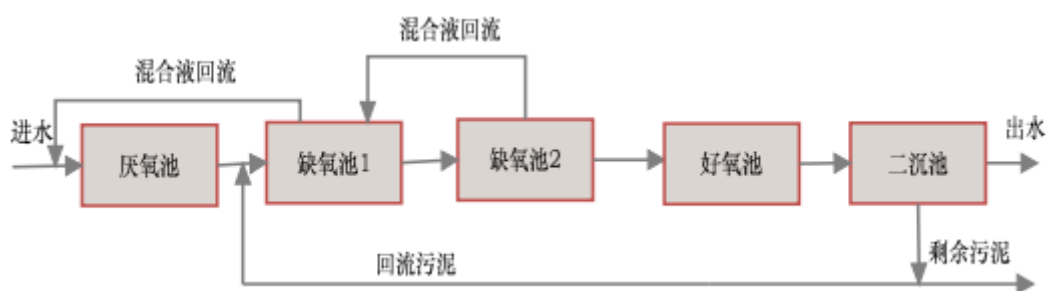 混合液回流
混合液回流
进水
出水
厌氧池
缺氧池1
缺氧池2
好氧池
二沉池
回流污泥
剩余污泥